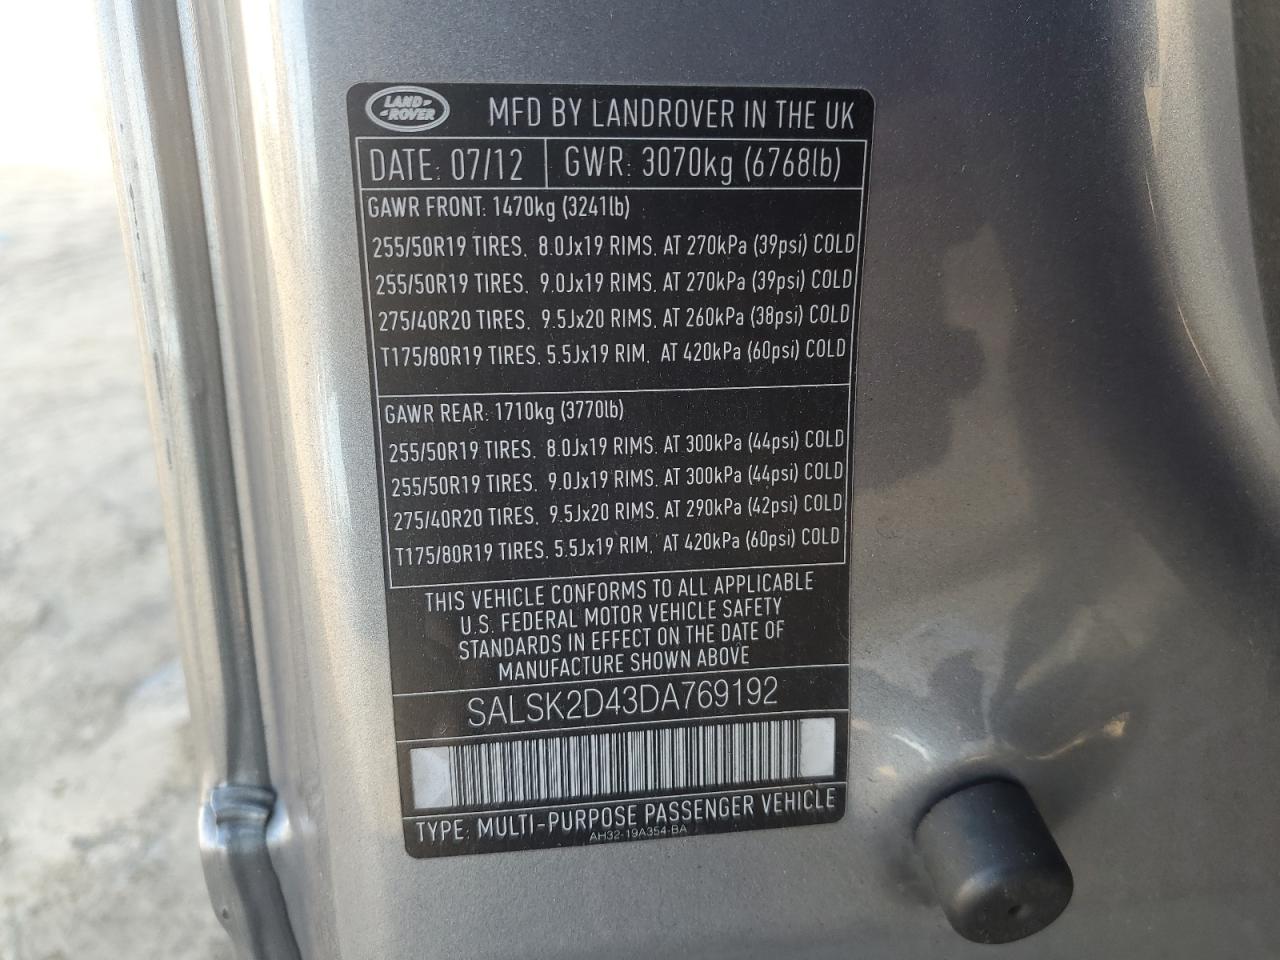 LAND-
-ROVER
MFD BY LANDROVER IN THE UK
DATE: 07/12 GWR: 3070kg (6768lb)
GAWR FRONT: 1470kg (3241lb)
255/50R19 TIRES. 8.0Jx19 RIMS. AT 270kPa (39psi) COLD
255/50R19 TIRES. 9.0Jx19 RIMS. AT 270kPa (39psi) COLD
275/40R20 TIRES. 9.5Jx20 RIMS. AT 260kPa (38psi) COLD
T175/80R19 TIRES. 5.5Jx19 RIM. AT 420kPa (60psi) COLD
GAWR REAR: 1710kg (3770lb)
255/50R19 TIRES. 8.0Jx19 RIMS. AT 300kPa (44psi) COLD
255/50R19 TIRES. 9.0Jx19 RIMS. AT 300kPa (44psi) COLD
275/40R20 TIRES. 9.5Jx20 RIMS. AT 290kPa (42psi) COLD
T175/80R19 TIRES. 5.5Jx19 RIM. AT 420kPa (60psi) COLD
THIS VEHICLE CONFORMS TO ALL APPLICABLE
U.S. FEDERAL MOTOR VEHICLE SAFETY
STANDARDS IN EFFECT ON THE DATE OF
MANUFACTURE SHOWN ABOVE
SALSK2D43DA769192
TYPE: MULTI-PURPOSE PASSENGER VEHICLE
AH32-19A354-BA